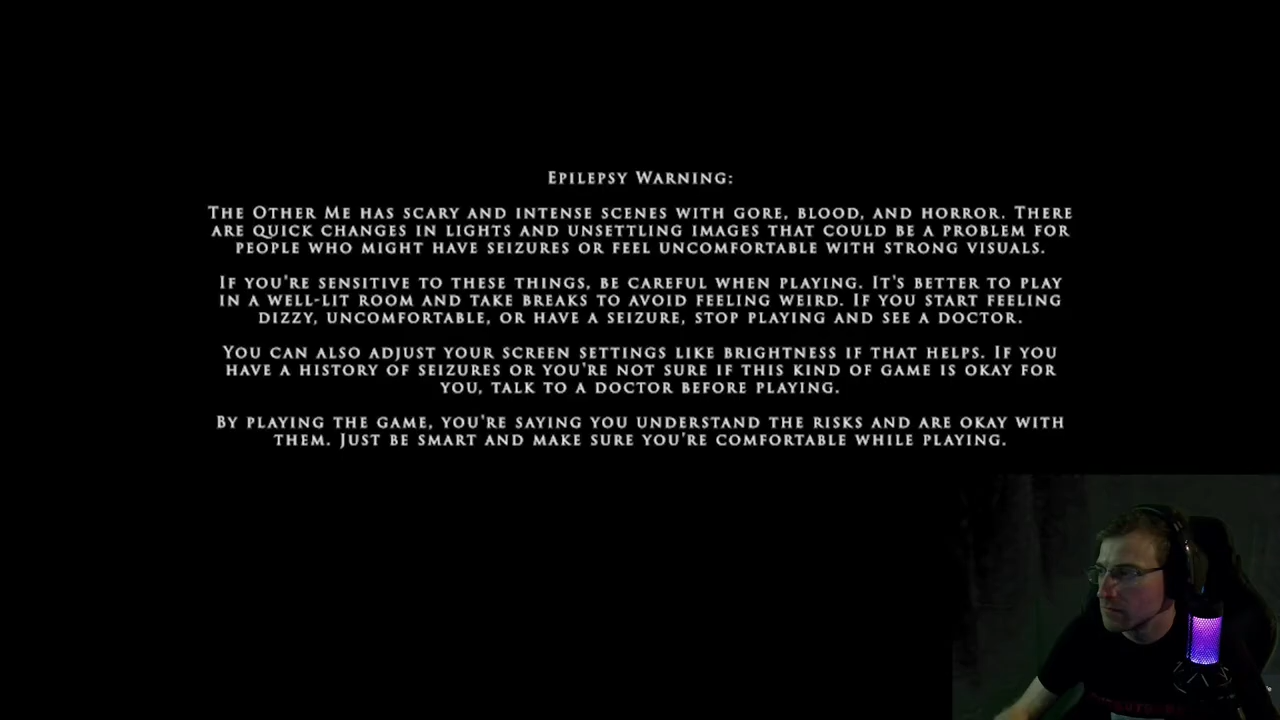 EPILEPSY WARNING:
THE OTHER ME HAS SCARY AND INTENSE SCENES WITH GORE, BLOOD, AND HORROR. THERE
ARE QUICK CHANGES IN LIGHTS AND UNSETTLING IMAGES THAT COULD BE A PROBLEM FOR
PEOPLE WHO MIGHT HAVE SEIZURES OR FEEL UNCOMFORTABLE WITH STRONG VISUALS.
IF YOU'RE SENSITIVE TO THESE THINGS, BE CAREFUL WHEN PLAYING. IT'S BETTER TO PLAY
IN A WELL-LIT ROOM AND TAKE BREAKS TO AVOID FEELING WEIRD. IF YOU START FEELING
DIZZY, UNCOMFORTABLE, OR HAVE A SEIZURE, STOP PLAYING AND SEE A DOCTOR.
YOU CAN ALSO ADJUST YOUR SCREEN SETTINGS LIKE BRIGHTNESS IF THAT HELPS. IF YOU
HAVE A HISTORY OF SEIZURES OR YOU'RE NOT SURE IF THIS KIND OF GAME IS OKAY FOR
YOU, TALK TO A DOCTOR BEFORE PLAYING.
BY PLAYING THE GAME, YOU'RE SAYING YOU UNDERSTAND THE RISKS AND ARE OKAY WITH
THEM. JUST BE SMART AND MAKE SURE YOU'RE COMFORTABLE WHILE PLAYING.